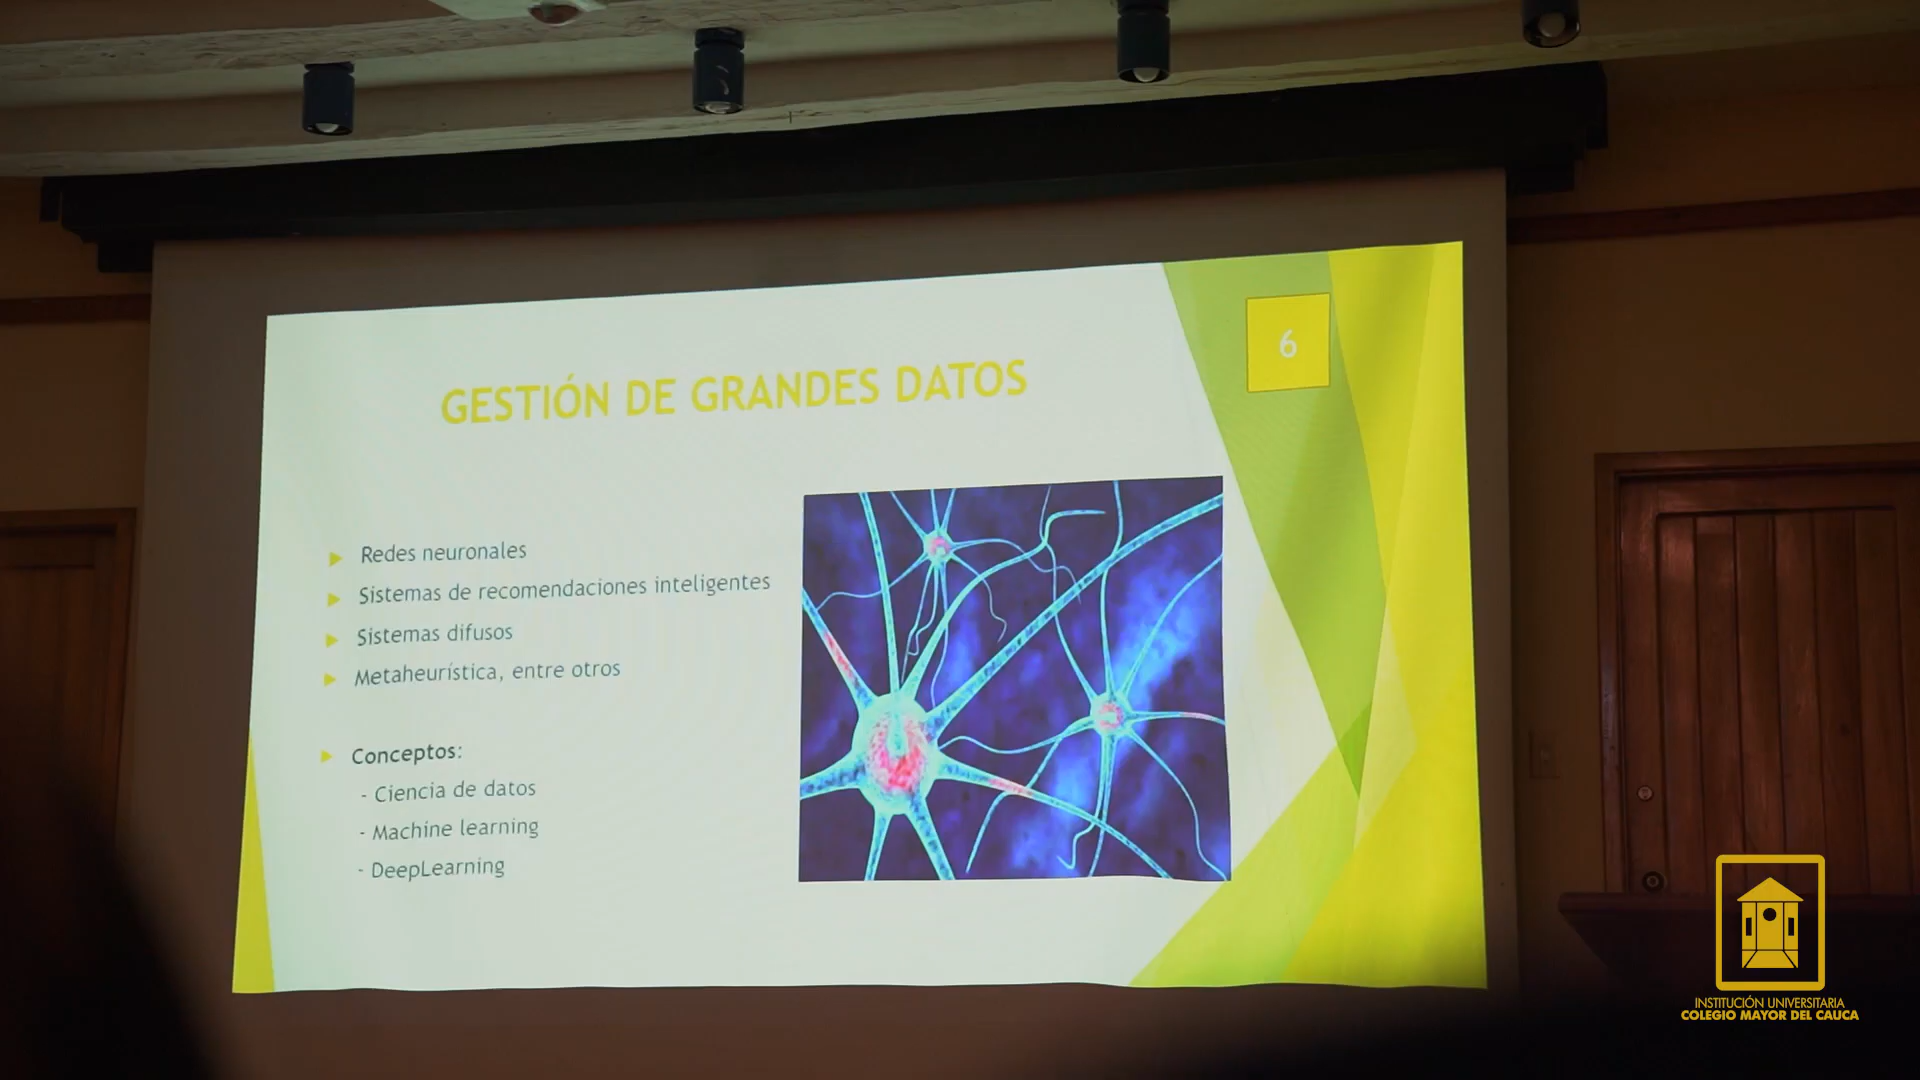 6
GESTIÓN DE GRANDES DATOS
Redes neuronales
Sistemas de recomendaciones inteligentes
Sistemas difusos
Metaheurística, entre otros
Conceptos:
- Ciencia de datos
- Machine learning
- DeepLearning
INSTITUCIÓN UNIVERSITARIA
COLEGIO MAYOR DEL CAUCA